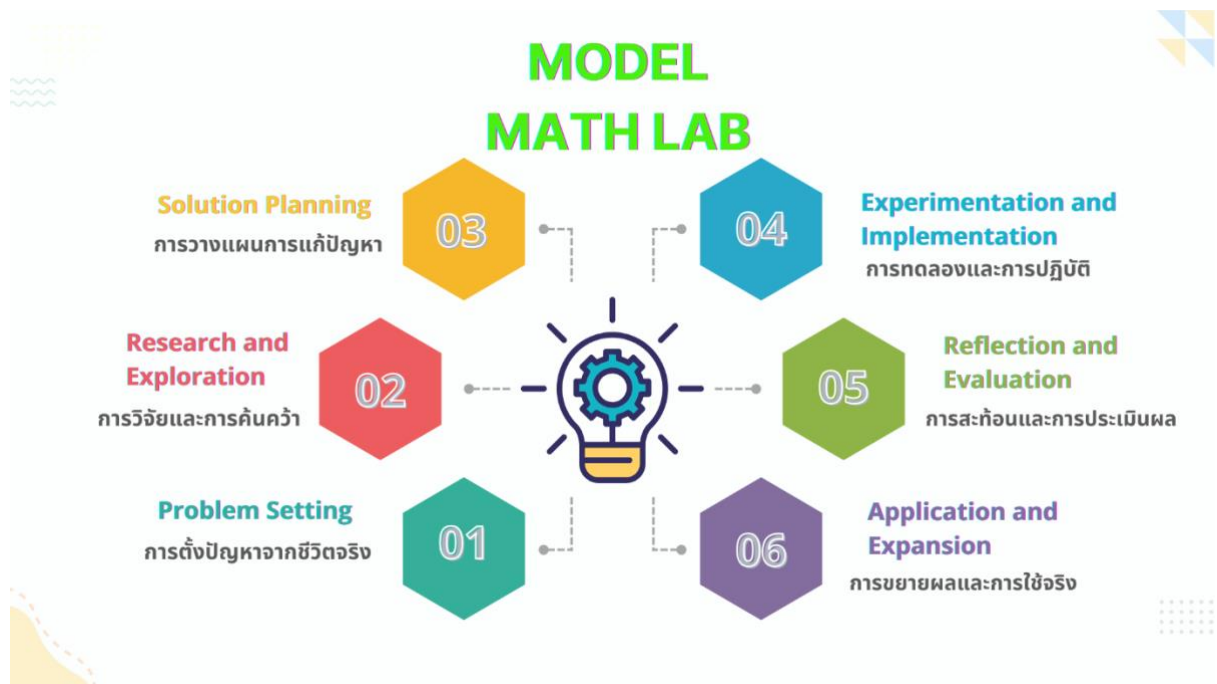 MODEL
MATH LAB
03
Solution Planning
การวางแผนการแก้ปัญหา
04
Experimentation and
Implementation
การทดลองและการปฏิบัติ
02
Research and
Exploration
การวิจัยและการค้นคว้า
05
Reflection and
Evaluation
การสะท้อนและการประเมินผล
01
Problem Setting
การตั้งปัญหาจากชีวิตจริง
06
Application and
Expansion
การขยายผลและการใช้จริง